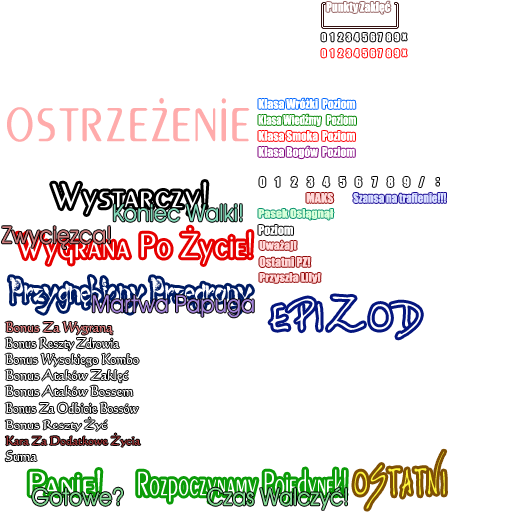 Punkty Zaklęć
0 1 2 3 4 5 6 7 8 9 x
0 1 2 3 4 5 6 7 8 9 x
OSTRZEŻENIE
Klasa Wróżki Poziom
Klasa Wiedźmy Poziom
Klasa Smoka Poziom
Klasa Bogów Poziom
Wystarczy!
Koniec Walki!
0 1 2 3 4 5 6 7 8 9 / :
MAKS Szansa na trafienie!!!
Pasek Osiągnął
Poziom
Zwycięzca!
Wygrana Po Życie!
Uważaj!
Ostatni PZ!
Przyszła Lily!
Przygnębiony Przegrany
Martwa Papuga
EPIZOD
Bonus Za Wygraną
Bonus Reszty Zdrowia
Bonus Wysokiego Kombo
Bonus Ataków Zaklęć
Bonus Ataków Bossem
Bonus Za Odbicie Bossów
Bonus Reszty Żyć
Kara Za Dodatkowe Życia
Suma
Panie!
Gotowe?
Rozpoczynamy Pojedynek!
Czas Walczyć!
OSTATNI